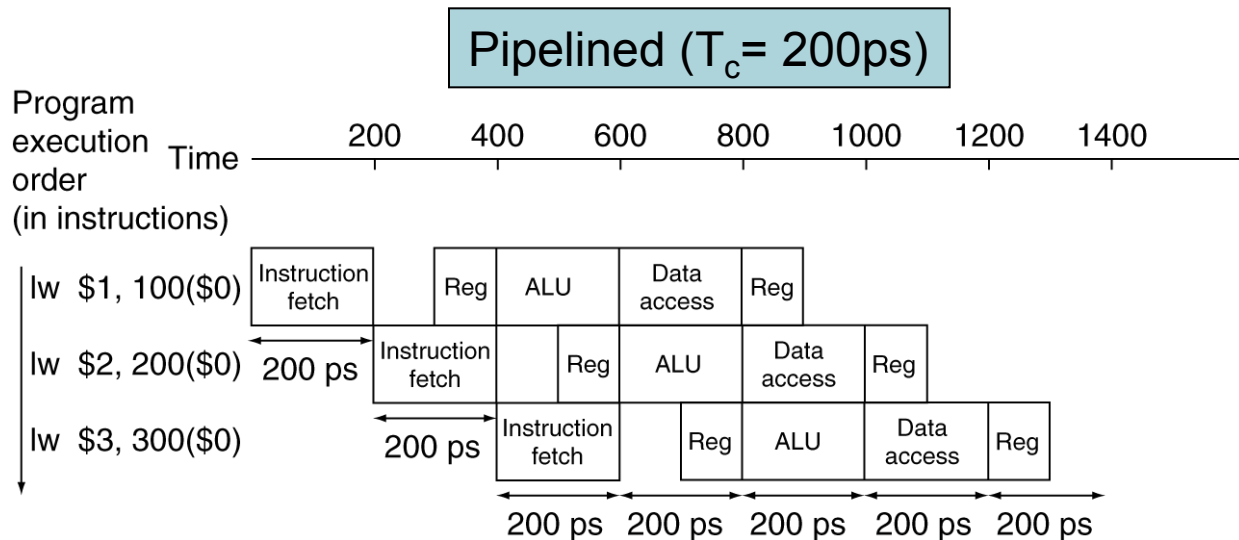 Pipelined (Tc= 200ps)
Program
execution
order
(in instructions)
Time
200 400 600 800 1000 1200 1400
lw $1, 100($0)
Instruction
fetch
Reg
ALU
Data
access
Reg
200 ps
lw $2, 200($0)
Instruction
fetch
Reg
ALU
Data
access
Reg
200 ps
lw $3, 300($0)
Instruction
fetch
Reg
ALU
Data
access
Reg
200 ps 200 ps 200 ps 200 ps 200 ps